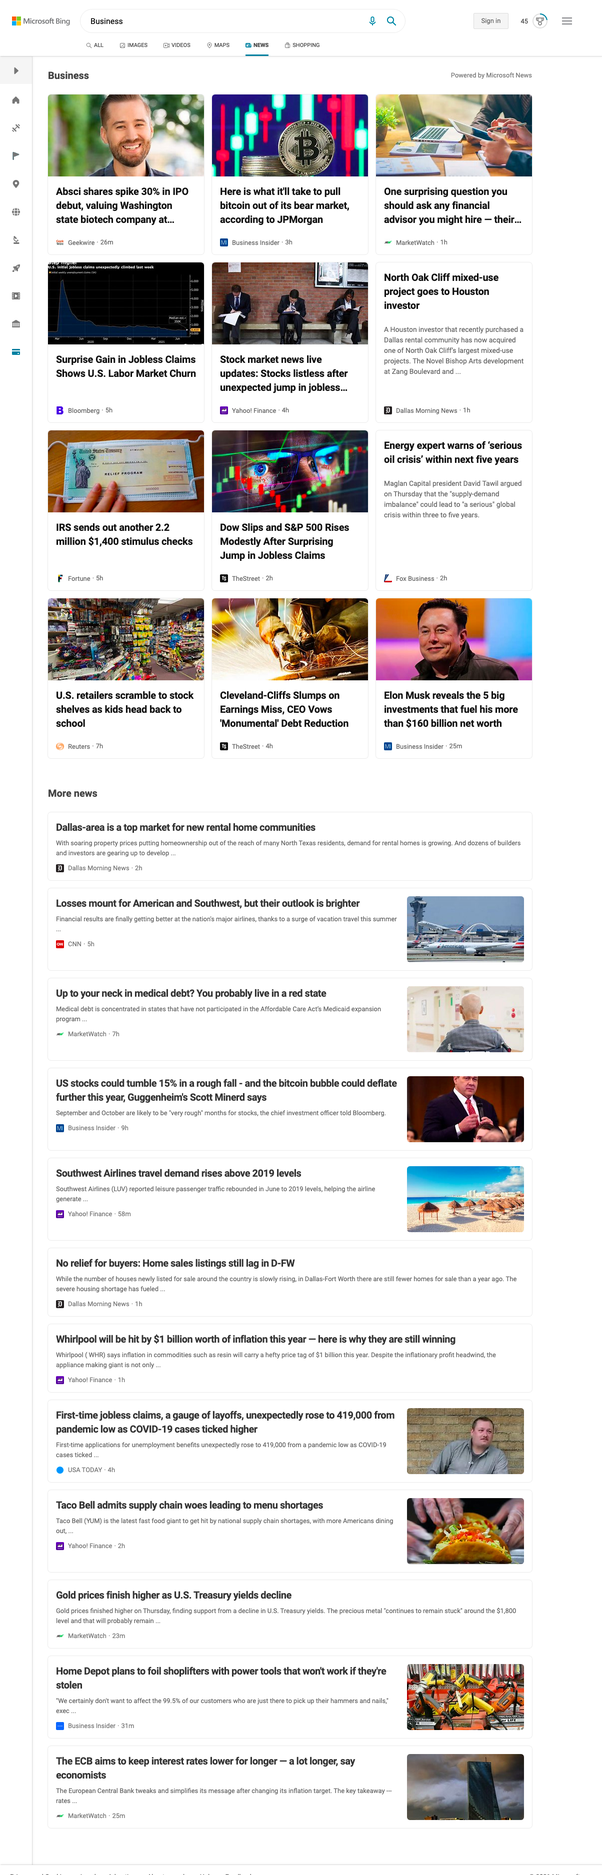 Microsoft Bing
Business
Sign in
45
ALL
IMAGES
VIDEOS
MAPS
NEWS
SHOPPING
Business
Powered by Microsoft News
Absci shares spike 30% in IPO
debut, valuing Washington
state biotech company at…
Geekwire · 26m
Here is what it'll take to pull
bitcoin out of its bear market,
according to JPMorgan
Business Insider · 3h
One surprising question you
should ask any financial
advisor you might hire — their…
MarketWatch · 1h
Surprise Gain in Jobless Claims
Shows U.S. Labor Market Churn
Bloomberg · 5h
Stock market news live
updates: Stocks listless after
unexpected jump in jobless…
Yahoo! Finance · 4h
North Oak Cliff mixed-use
project goes to Houston
investor
A Houston investor that recently purchased a
Dallas rental community has now acquired
one of North Oak Cliff's largest mixed-use
projects. The Novel Bishop Arts development
at Zang Boulevard and ...
Dallas Morning News · 1h
IRS sends out another 2.2
million $1,400 stimulus checks
Fortune · 5h
Dow Slips and S&P 500 Rises
Modestly After Surprising
Jump in Jobless Claims
TheStreet · 2h
Energy expert warns of 'serious
oil crisis' within next five years
Maglan Capital president David Tawil argued
on Thursday that the "supply-demand
imbalance" could lead to "a serious" global
crisis within three to five years.
Fox Business · 2h
U.S. retailers scramble to stock
shelves as kids head back to
school
Reuters · 7h
Cleveland-Cliffs Slumps on
Earnings Miss, CEO Vows
'Monumental' Debt Reduction
TheStreet · 4h
Elon Musk reveals the 5 big
investments that fuel his more
than $160 billion net worth
Business Insider · 25m
More news
Dallas-area is a top market for new rental home communities
With soaring property prices putting homeownership out of the reach of many North Texas residents, demand for rental homes is growing. And dozens of builders
and investors are gearing up to develop ...
Dallas Morning News · 2h
Losses mount for American and Southwest, but their outlook is brighter
Financial results are finally getting better at the nation's major airlines, thanks to a surge of vacation travel this summer
...
CNN · 5h
Up to your neck in medical debt? You probably live in a red state
Medical debt is concentrated in states that have not participated in the Affordable Care Act's Medicaid expansion
program ...
MarketWatch · 7h
US stocks could tumble 15% in a rough fall - and the bitcoin bubble could deflate
further this year, Guggenheim's Scott Minerd says
September and October are likely to be "very rough" months for stocks, the chief investment officer told Bloomberg.
Business Insider · 9h
Southwest Airlines travel demand rises above 2019 levels
Southwest Airlines (LUV) reported leisure passenger traffic rebounded in June to 2019 levels, helping the airline
generate ...
Yahoo! Finance · 58m
No relief for buyers: Home sales listings still lag in D-FW
While the number of houses newly listed for sale around the country is slowly rising, in Dallas-Fort Worth there are still fewer homes for sale than a year ago. The
severe housing shortage has fueled ...
Dallas Morning News · 1h
Whirlpool will be hit by $1 billion worth of inflation this year — here is why they are still winning
Whirlpool ( WHR) says inflation in commodities such as resin will carry a hefty price tag of $1 billion this year. Despite the inflationary profit headwind, the
appliance making giant is not only ...
Yahoo! Finance · 1h
First-time jobless claims, a gauge of layoffs, unexpectedly rose to 419,000 from
pandemic low as COVID-19 cases ticked higher
First-time applications for unemployment benefits unexpectedly rose to 419,000 from a pandemic low as COVID-19
cases ticked ...
USA TODAY · 4h
Taco Bell admits supply chain woes leading to menu shortages
Taco Bell (YUM) is the latest fast food giant to get hit by national supply chain shortages, with more Americans dining
out, ...
Yahoo! Finance · 2h
Gold prices finish higher as U.S. Treasury yields decline
Gold prices finished higher on Thursday, finding support from a decline in U.S. Treasury yields. The precious metal "continues to remain stuck" around the $1,800
level and that will probably remain ...
MarketWatch · 23m
Home Depot plans to foil shoplifters with power tools that won't work if they're
stolen
"We certainly don't want to affect the 99.5% of our customers who are just there to pick up their hammers and nails,"
exec ...
Business Insider · 31m
The ECB aims to keep interest rates lower for longer — a lot longer, say
economists
The European Central Bank tweaks and simplifies its message after changing its inflation target. The key takeaway —
rates ...
MarketWatch · 25m